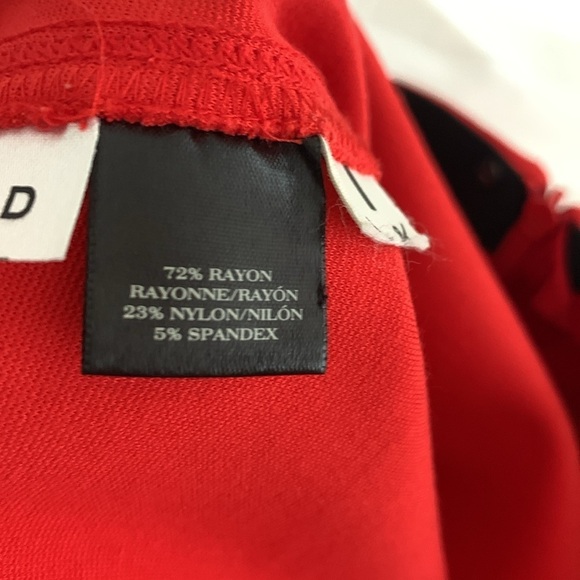 D
72% RAYON
RAYONNE/RAYÓN
23% NYLON/NILÓN
5% SPANDEX